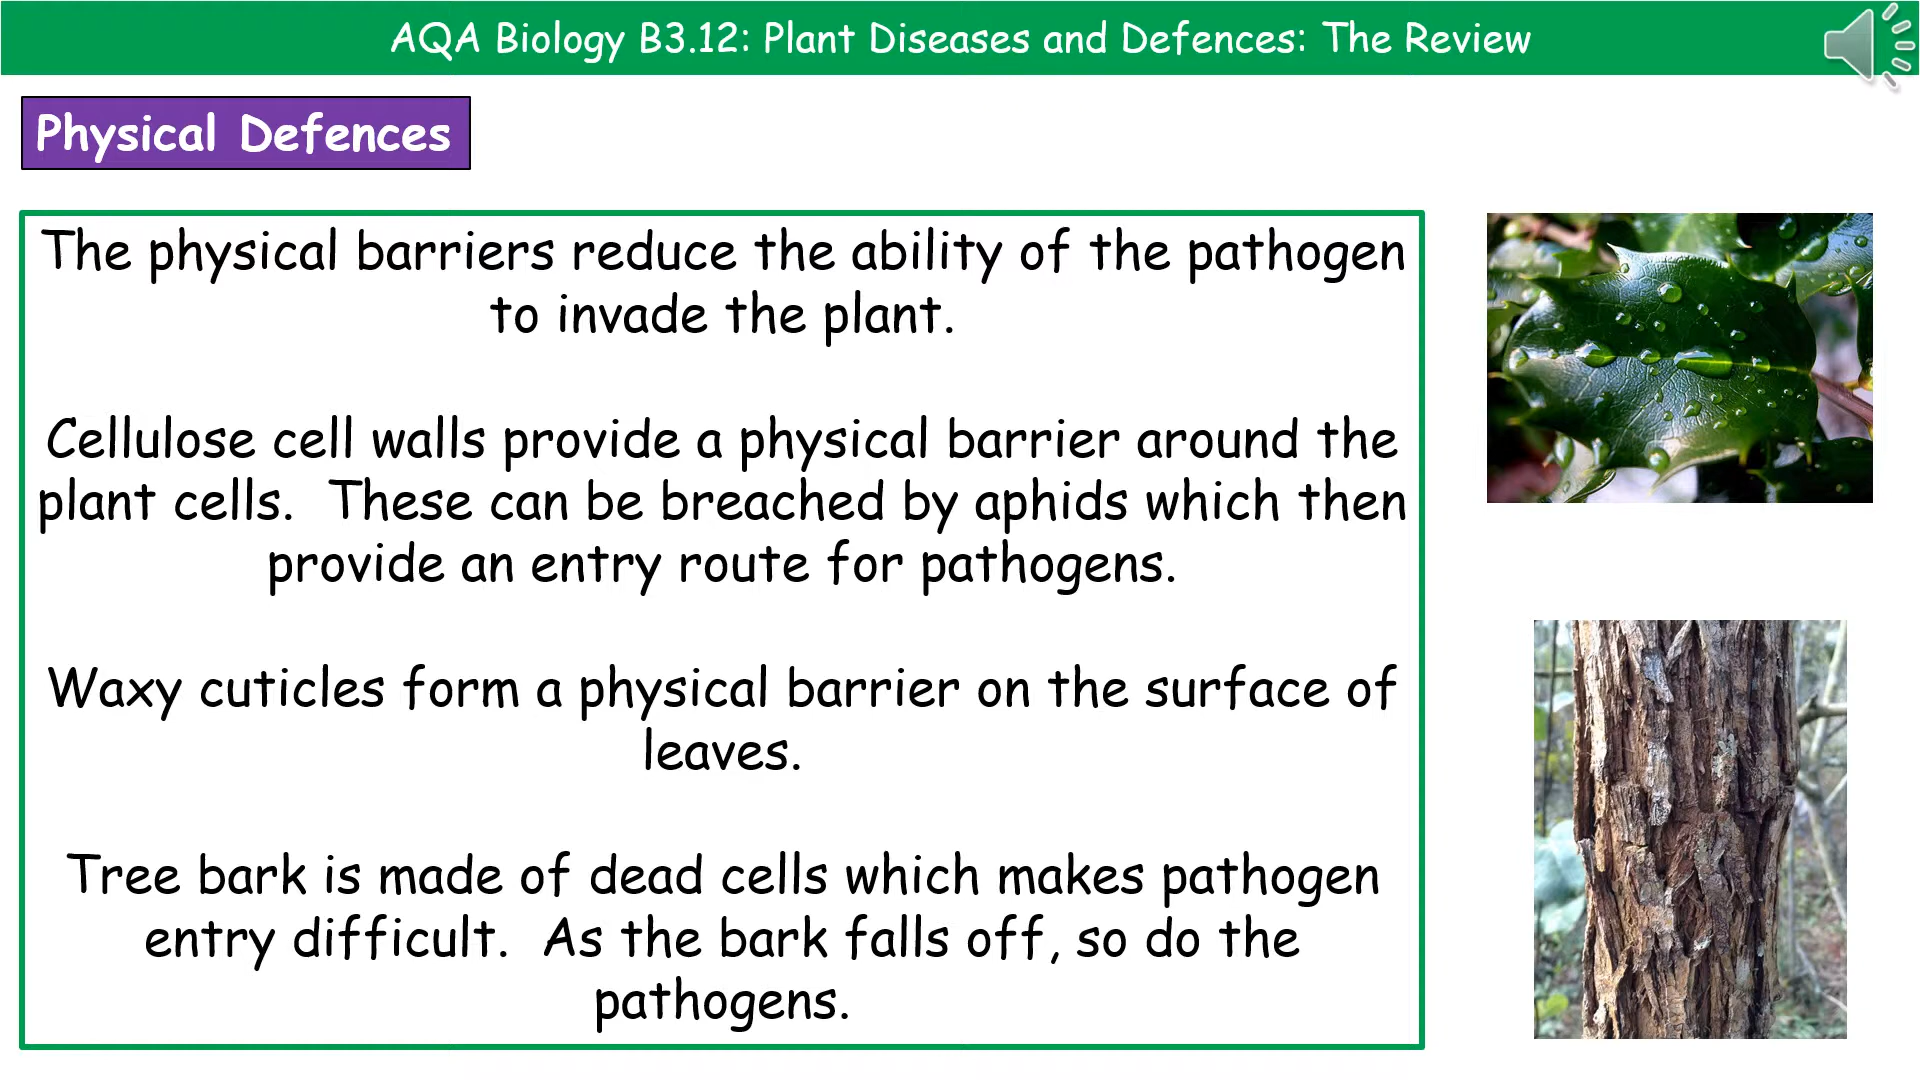 AQA Biology B3.12: Plant Diseases and Defences: The Review
Physical Defences
The physical barriers reduce the ability of the pathogen
to invade the plant.
Cellulose cell walls provide a physical barrier around the
plant cells.  These can be breached by aphids which then
provide an entry route for pathogens.
Waxy cuticles form a physical barrier on the surface of
leaves.
Tree bark is made of dead cells which makes pathogen
entry difficult.  As the bark falls off, so do the
pathogens.